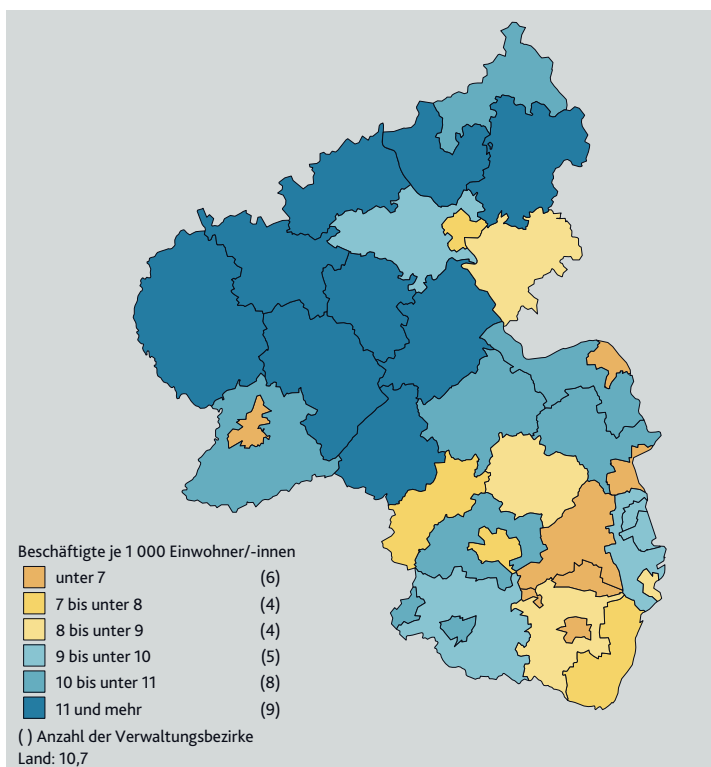 Beschäftigte je 1 000 Einwohner/-innen
unter 7 (6)
7 bis unter 8 (4)
8 bis unter 9 (4)
9 bis unter 10 (5)
10 bis unter 11 (8)
11 und mehr (9)
( ) Anzahl der Verwaltungsbezirke
Land: 10,7